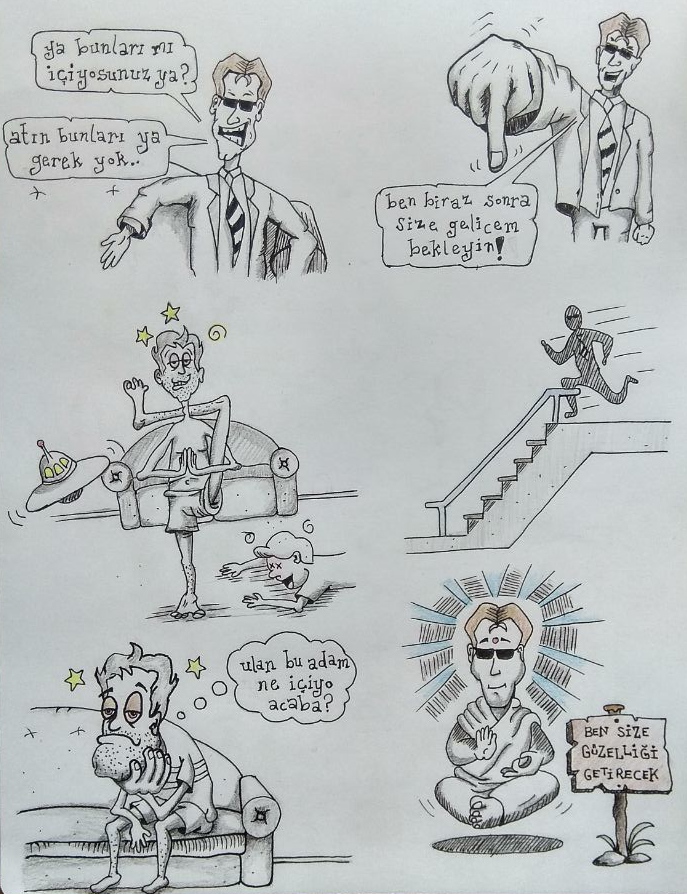 ya bunları mı
içiyosunuz ya?
atın bunları ya
gerek yok..
ben biraz sonra
size gelicem
bekleyin!
ulan bu adam
ne içiyo
acaba?
BEN SİZE
GÜZELLİĞİ
GETİRECEK